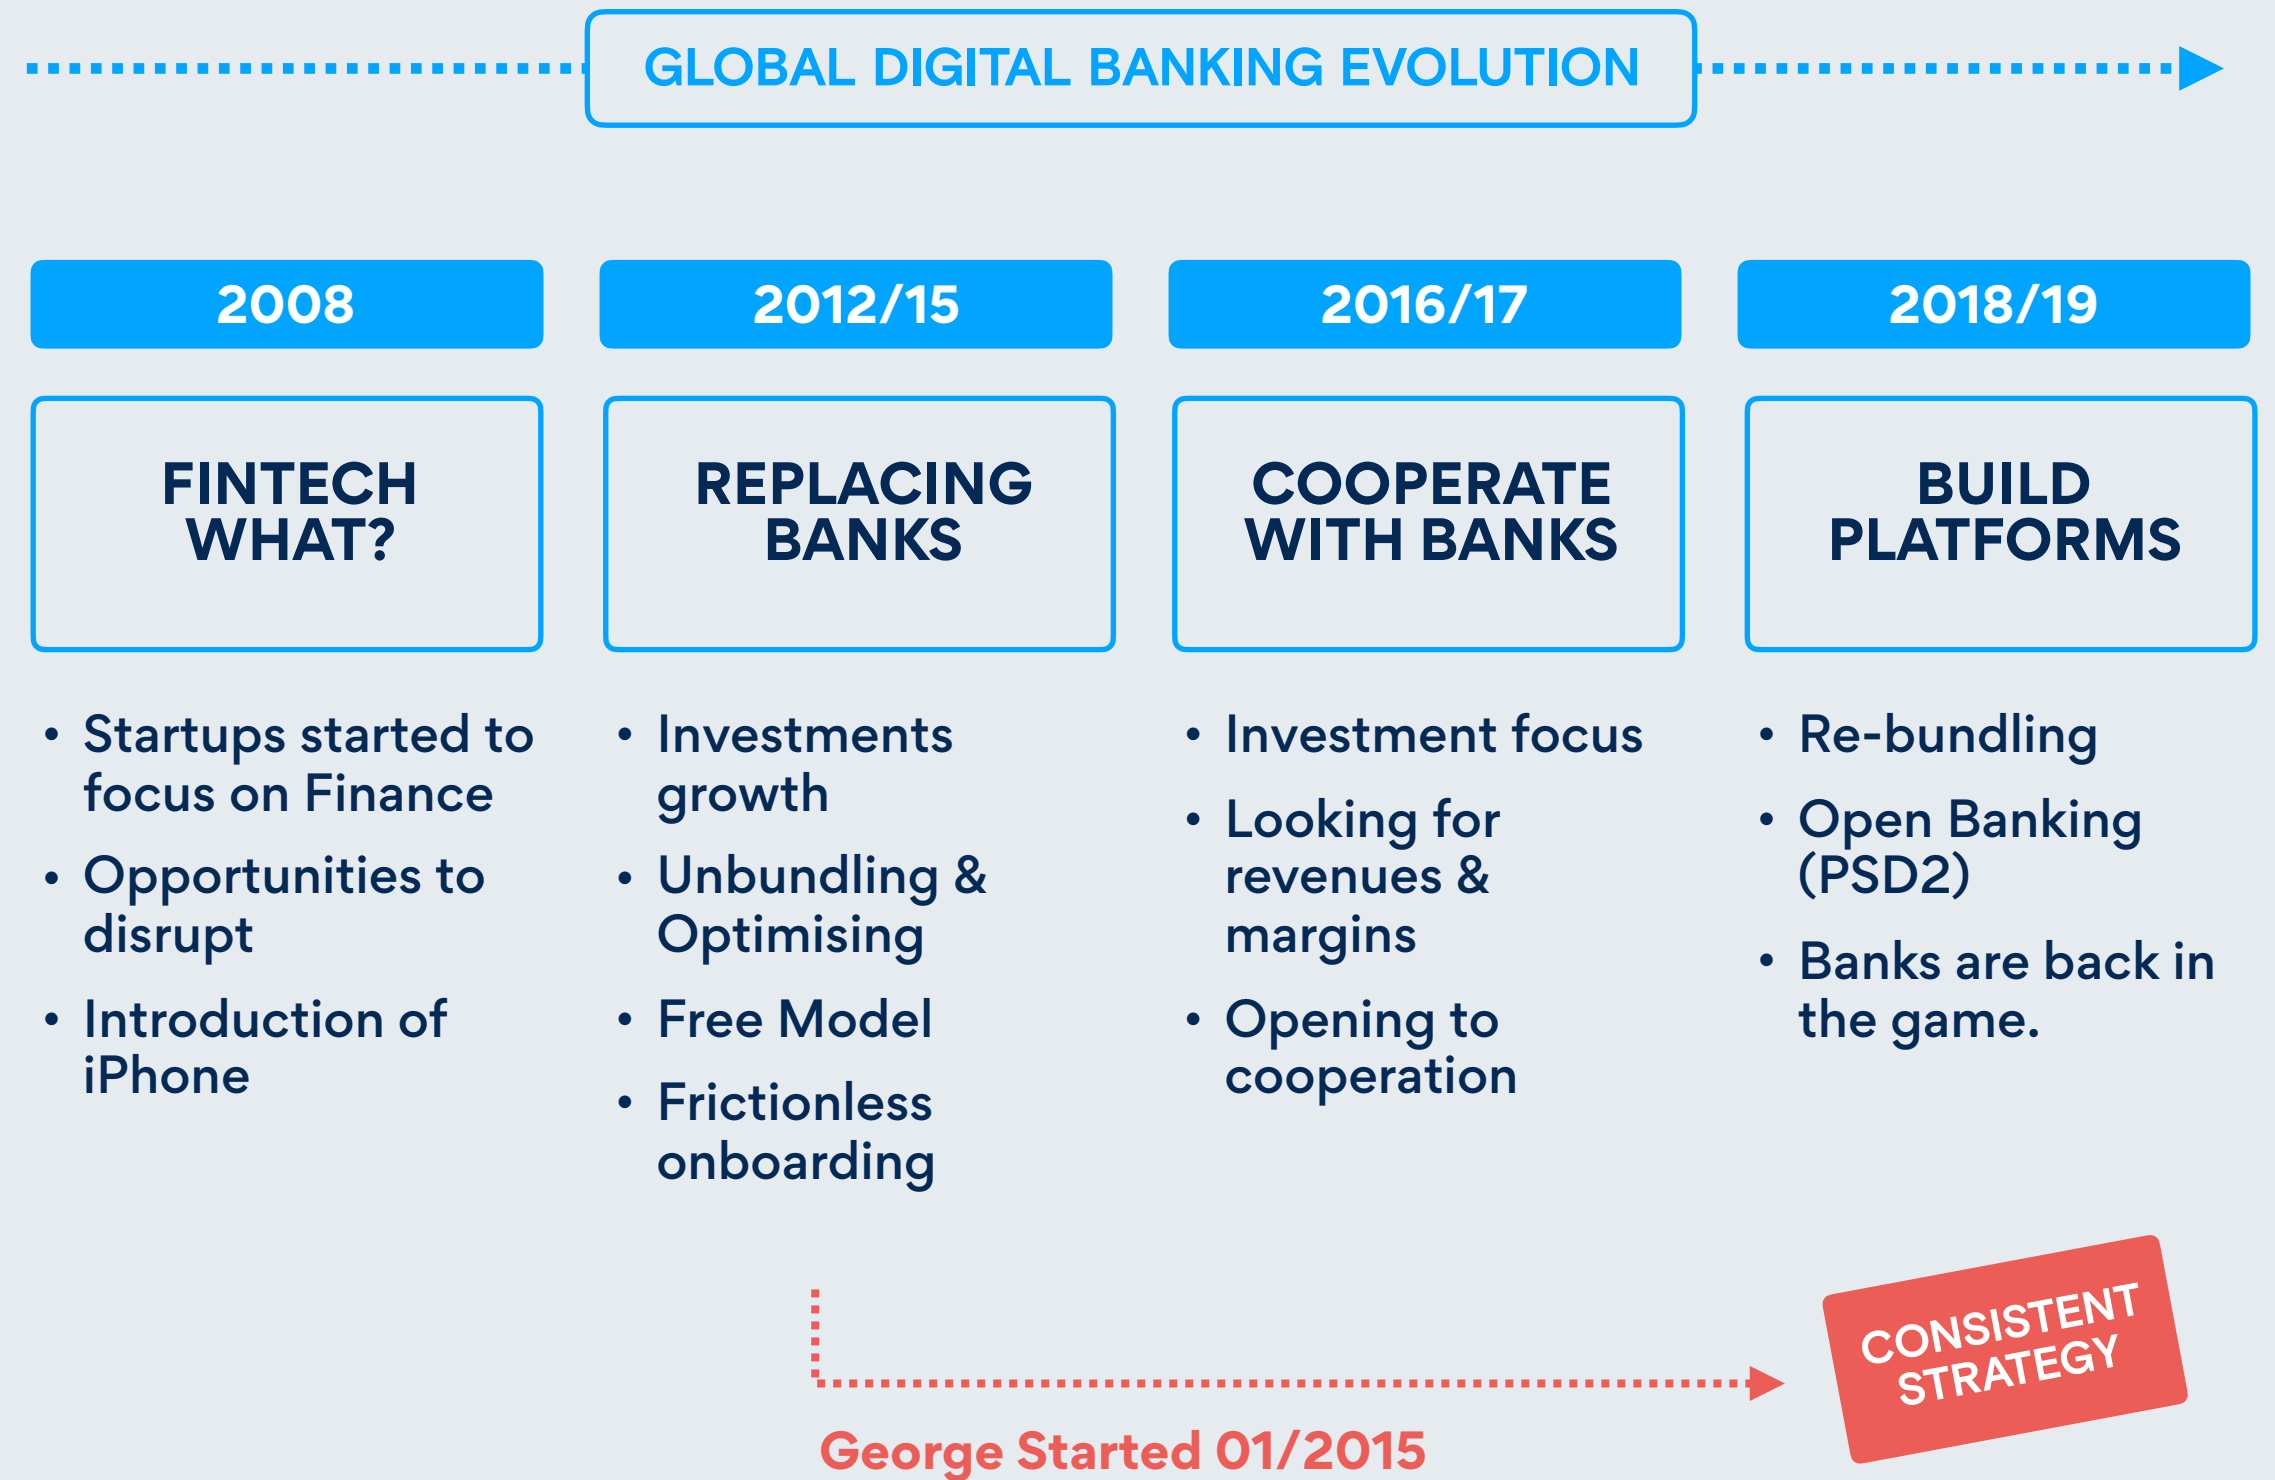 GLOBAL DIGITAL BANKING EVOLUTION
2008
FINTECH
WHAT?
• Startups started to
focus on Finance
• Opportunities to
disrupt
• Introduction of
iPhone
2012/15
REPLACING
BANKS
• Investments
growth
• Unbundling &
Optimising
• Free Model
• Frictionless
onboarding
2016/17
COOPERATE
WITH BANKS
• Investment focus
• Looking for
revenues &
margins
• Opening to
cooperation
2018/19
BUILD
PLATFORMS
• Re-bundling
• Open Banking
(PSD2)
• Banks are back in
the game.
George Started 01/2015
CONSISTENT
STRATEGY